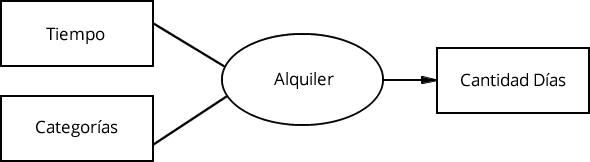 Tiempo
Categorías
Alquiler
Cantidad Días